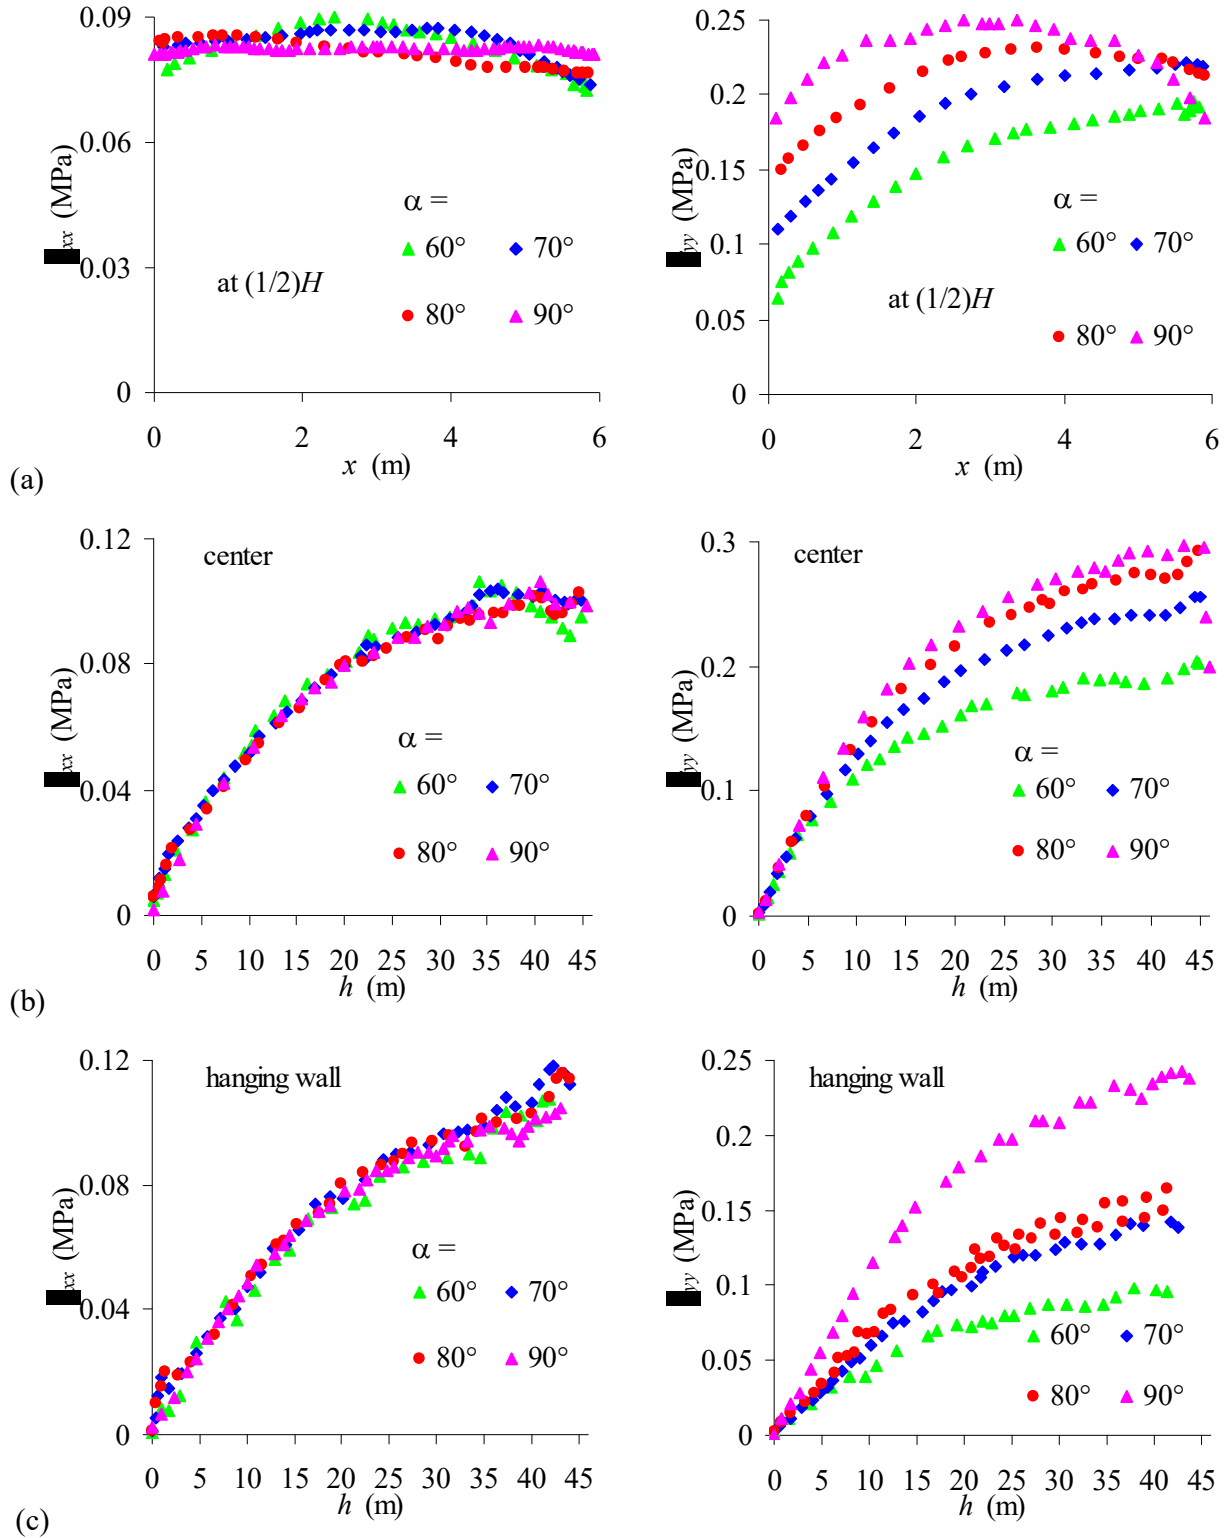 0.09
0.06
0.03
0
xx (MPa)
α =
60° 70°
80° 90°
at (1/2)H
0 2 4 6
x (m)
0.25
0.2
0.15
0.1
0.05
0
yy (MPa)
α =
60° 70°
80° 90°
at (1/2)H
0 2 4 6
x (m)
(a)
0.12
0.08
0.04
0
xx (MPa)
center
α =
60° 70°
80° 90°
0 5 10 15 20 25 30 35 40 45
h (m)
0.3
0.2
0.1
0
yy (MPa)
center
α =
60° 70°
80° 90°
0 5 10 15 20 25 30 35 40 45
h (m)
(b)
0.12
0.08
0.04
0
xx (MPa)
hanging wall
α =
60° 70°
80° 90°
0 5 10 15 20 25 30 35 40 45
h (m)
0.25
0.2
0.15
0.1
0.05
0
yy (MPa)
hanging wall
60° 70°
80° 90°
0 5 10 15 20 25 30 35 40 45
h (m)
(c)